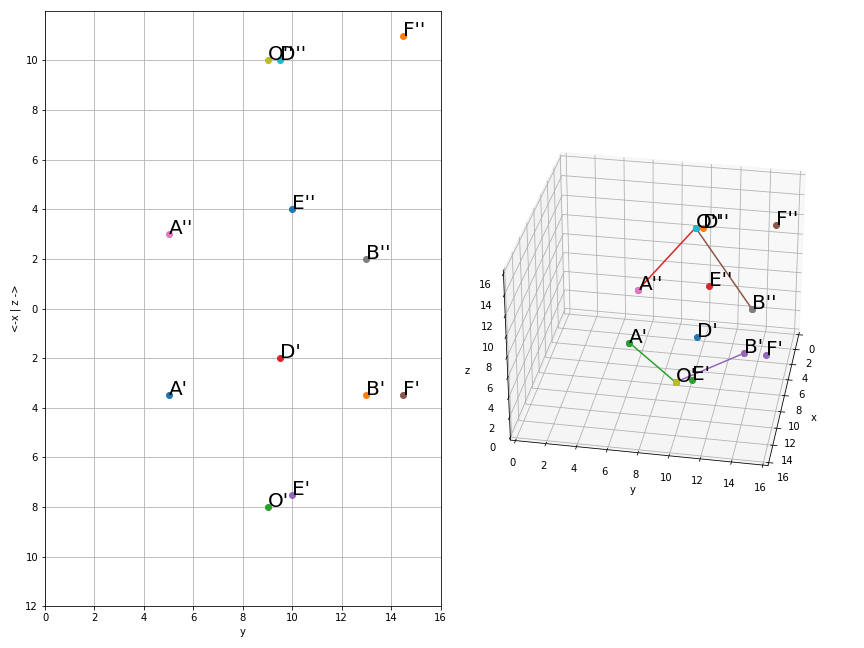 F''
O'' D''
10
8
6
E''
4
A''
B''
2
0
D'
2
A' B' F'
4
6
E'
O'
8
10
12
0 2 4 6 8 10 12 14 16
y
<-x | z ->
O'' D''
F''
E''
A''
B''
D'
A'
B' F'
O' E'
16
14
12
10
8
6
4
2
0
z
0 2 4 6 8 10 12 14 16
y
0
2
4
6
8
10
12
14
16
x